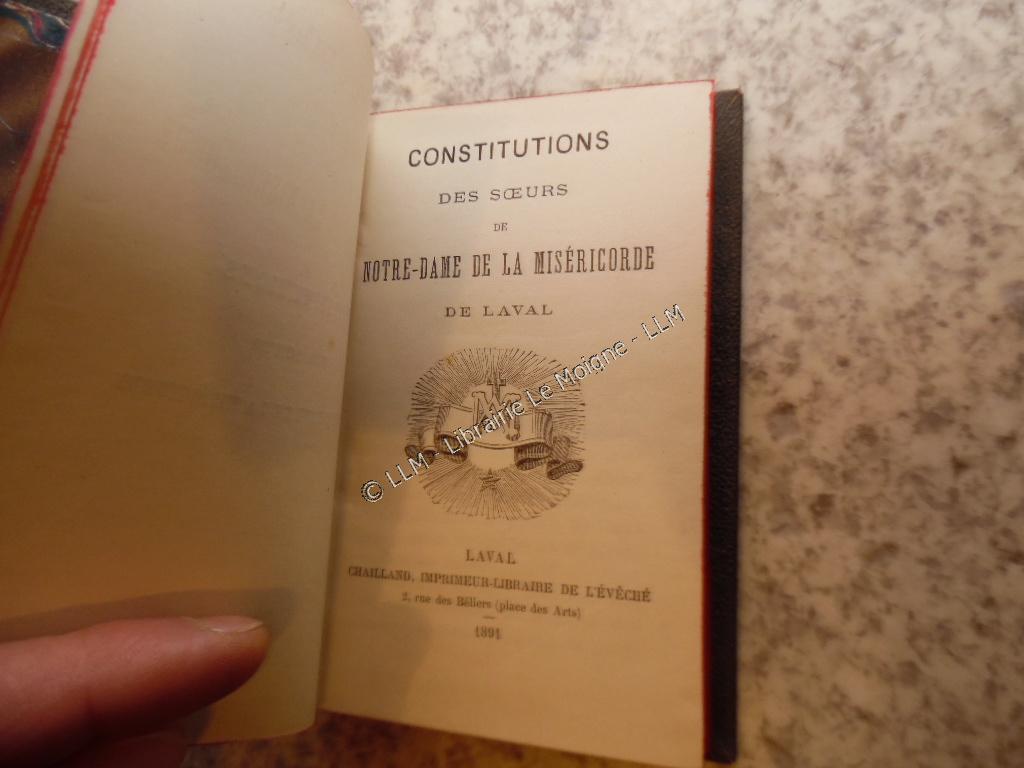 CONSTITUTIONS
DES SŒURS
DE
NOTRE-DAME DE LA MISÉRICORDE
DE LAVAL
M
© LLM - Librairie Le Moigne - LLM
LAVAL
CHAILLAND, IMPRIMEUR-LIBRAIRE DE L'ÉVÊCHÉ
2, rue des Béliers (place des Arts)
1891